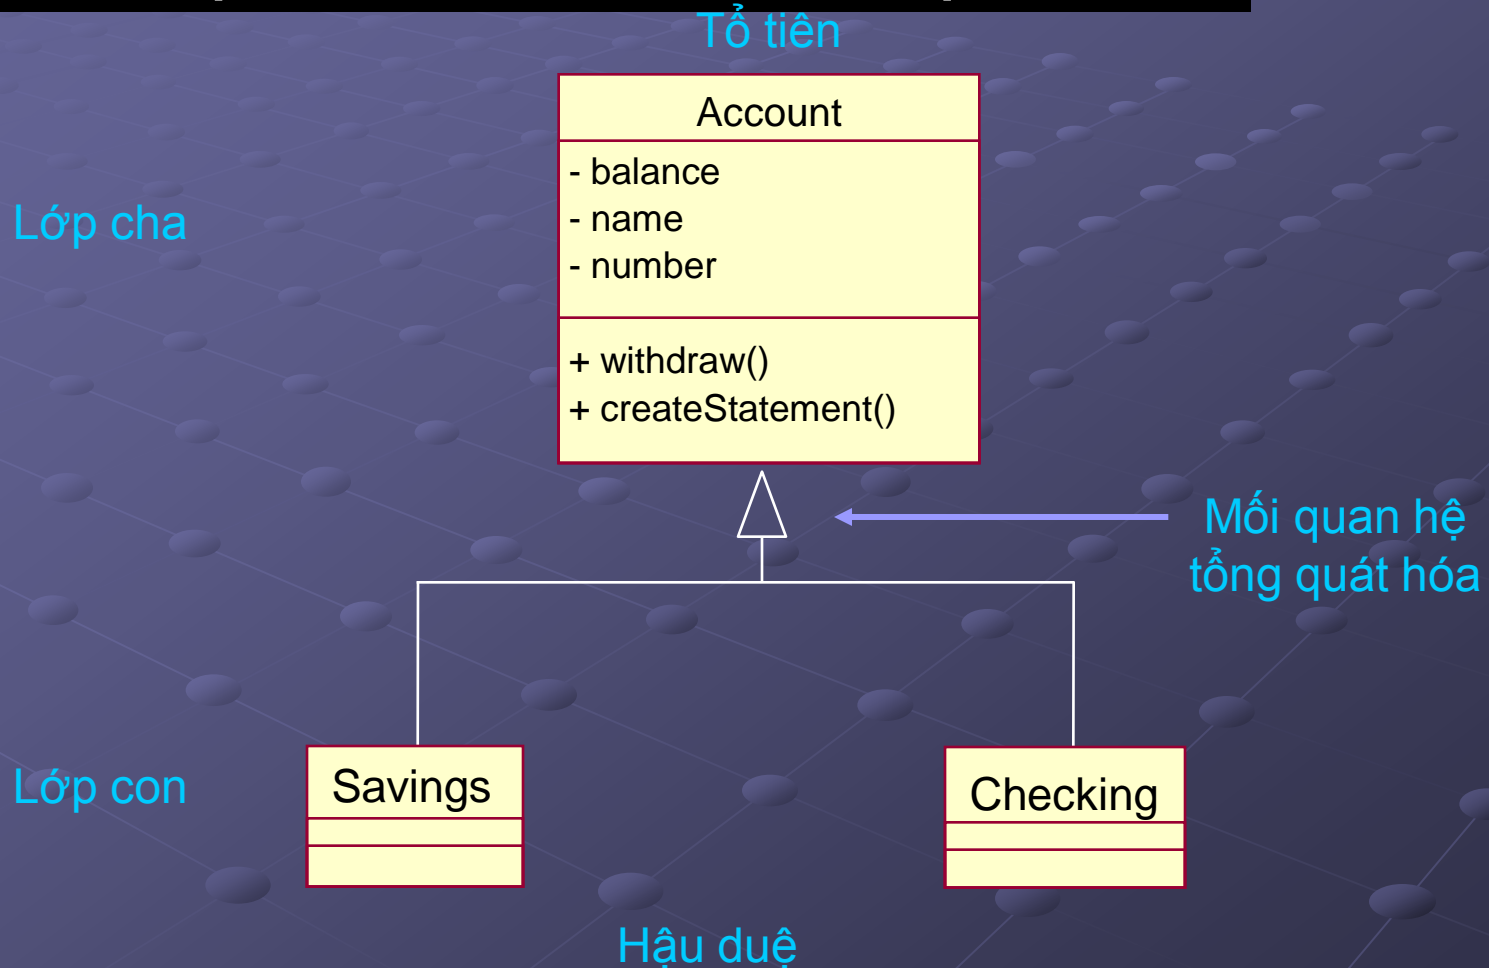 Tổ tiên
Account
- balance
- name
- number
Lớp cha
+ withdraw()
+ createStatement()
Mối quan hệ
tổng quát hóa
Lớp con
Savings
Checking
Hậu duệ